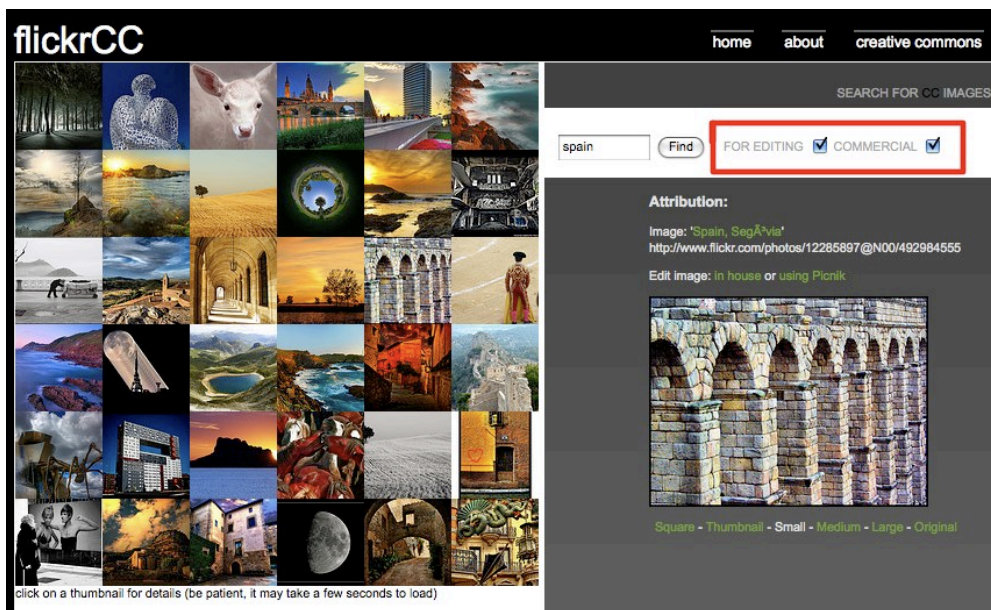 flickrCC
home about creative commons
SEARCH FOR CC IMAGES
spain Find FOR EDITING COMMERCIAL
Attribution:
Image: 'Spain, SegÃ³via'
http://www.flickr.com/photos/12285897@N00/492984555
Edit image: in house or using Picnik
Square - Thumbnail - Small - Medium - Large - Original
click on a thumbnail for details (be patient, it may take a few seconds to load)